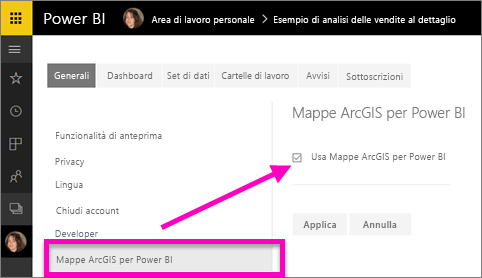 Power BI Area di lavoro personale > Esempio di analisi delle vendite al dettaglio
Generali Dashboard Set di dati Cartelle di lavoro Avvisi Sottoscrizioni
Mappe ArcGIS per Power BI
Funzionalità di anteprima
Usa Mappe ArcGIS per Power BI
Privacy
Lingua
Chiudi account
Applica Annulla
Developer
Mappe ArcGIS per Power BI